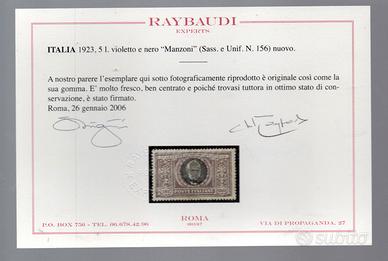 RAYBAUDI
EXPERTS
ITALIA 1923, 5 l. violetto e nero "Manzoni" (Sass. e Unif. N. 156) nuovo.
A nostro parere l'esemplare qui sotto fotograficamente riprodotto è originale così come la
sua gomma. E' molto fresco, ben centrato e poiché trovasi tuttora in ottimo stato di con-
servazione, è stato firmato.
Roma, 26 gennaio 2006
POSTE ITALIANE
ROMA
P.O. BOX 750 - TEL. 06.678.42.96
VIA DI PROPAGANDA, 27
subito